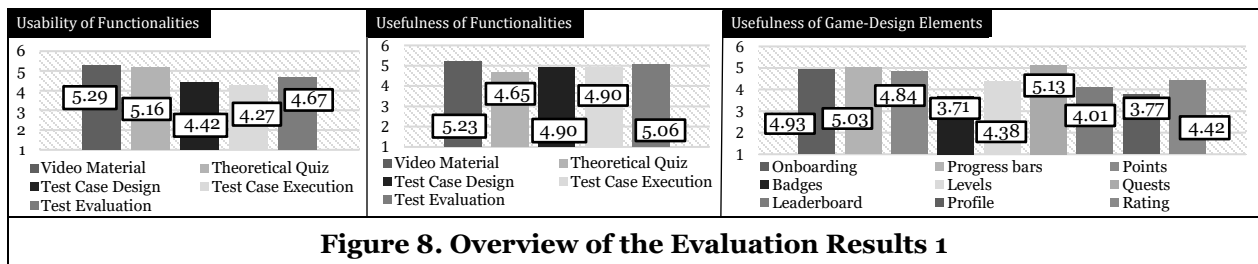 Usability of Functionalities
6
5
4
3
2
1
5.29
5.16
4.42
4.27
4.67
Video Material
Theoretical Quiz
Test Case Design
Test Case Execution
Test Evaluation
Usefulness of Functionalities
6
5
4
3
2
1
5.23
4.65
4.90
4.90
5.06
Video Material
Theoretical Quiz
Test Case Design
Test Case Execution
Test Evaluation
Usefulness of Game-Design Elements
6
5
4
3
2
1
4.93
5.03
4.84
3.71
4.38
5.13
4.01
3.77
4.42
Onboarding
Progress bars
Points
Badges
Levels
Quests
Leaderboard
Profile
Rating
Figure 8. Overview of the Evaluation Results 1